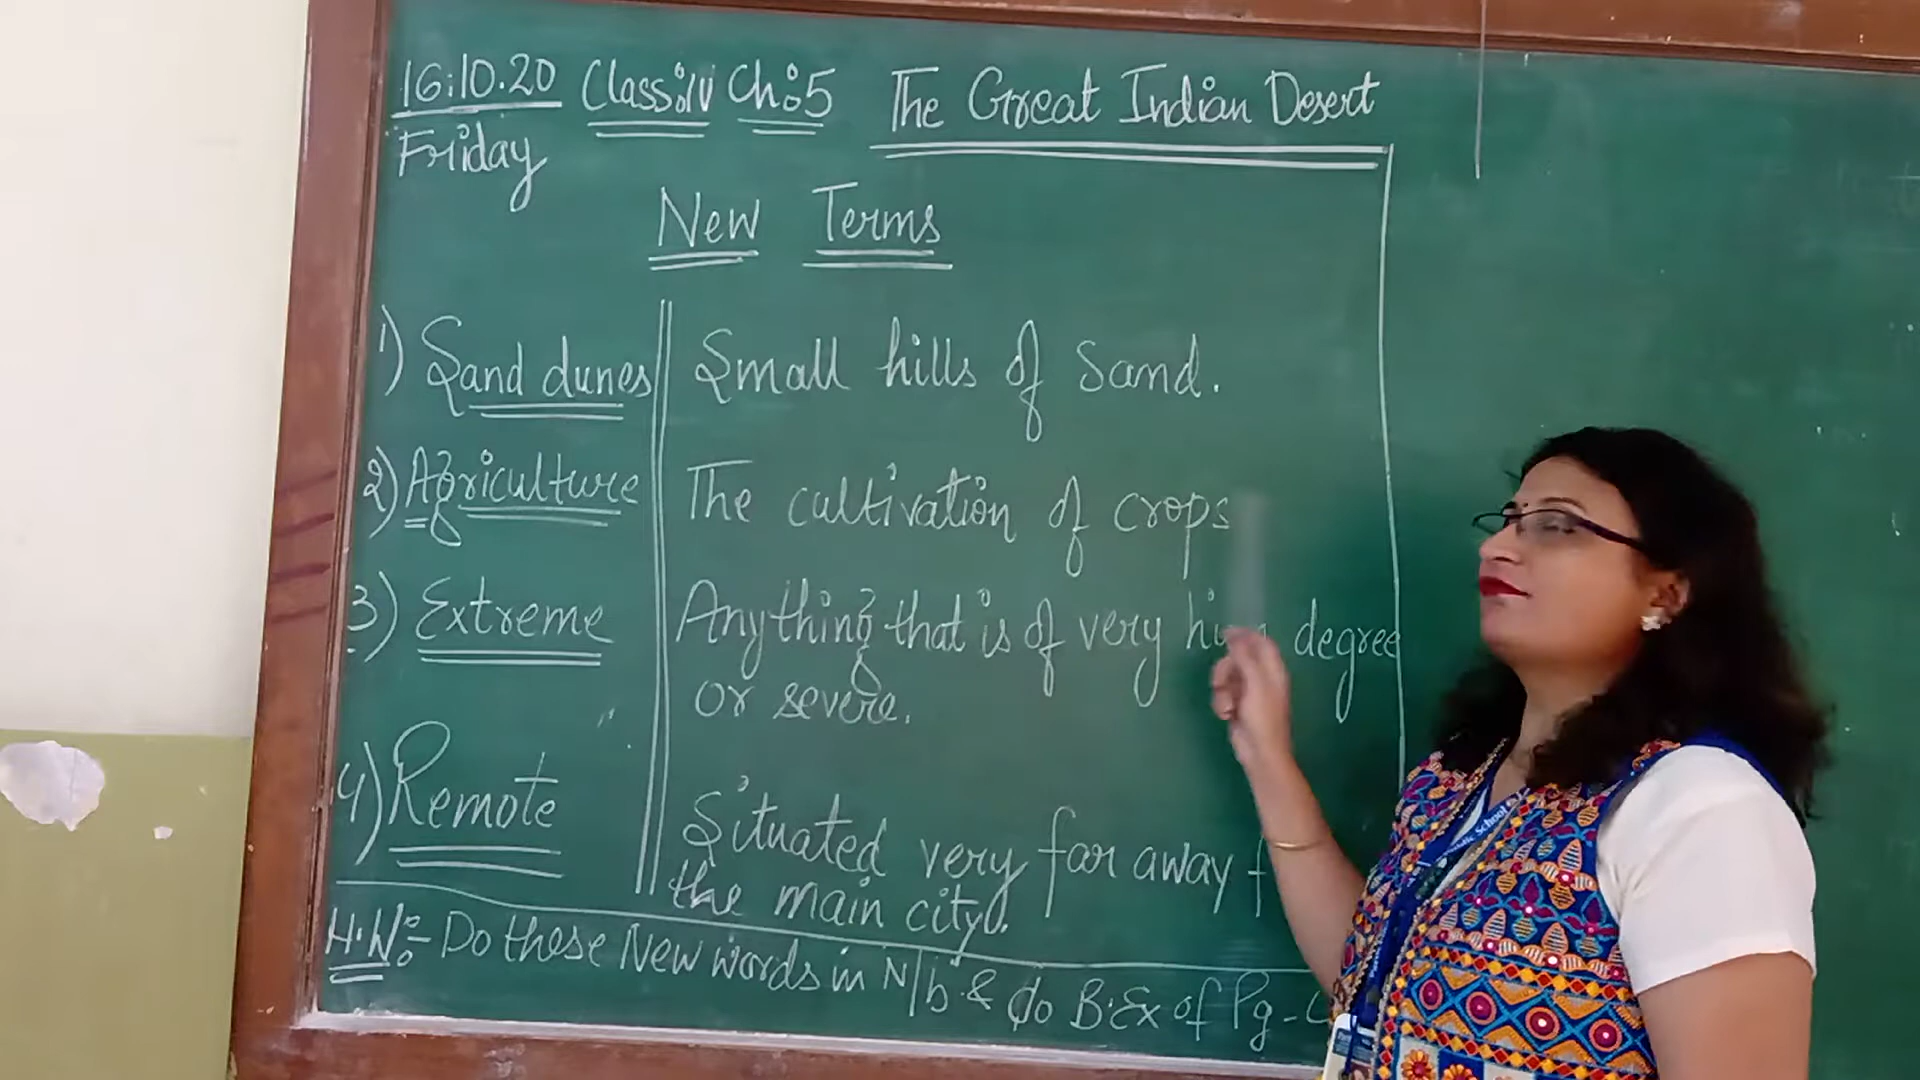 16.10.20 Class:IV Ch:5 The Great Indian Desert
Friday
New Terms
1) Sand dunes Small hills of Sand.
2) Agriculture The cultivation of crops
3) Extreme Anything that is of very high degree
or severe.
4) Remote Situated very far away
the main city.
H.W:- Do these New words in N/b & do B.Ex of Pg-
School